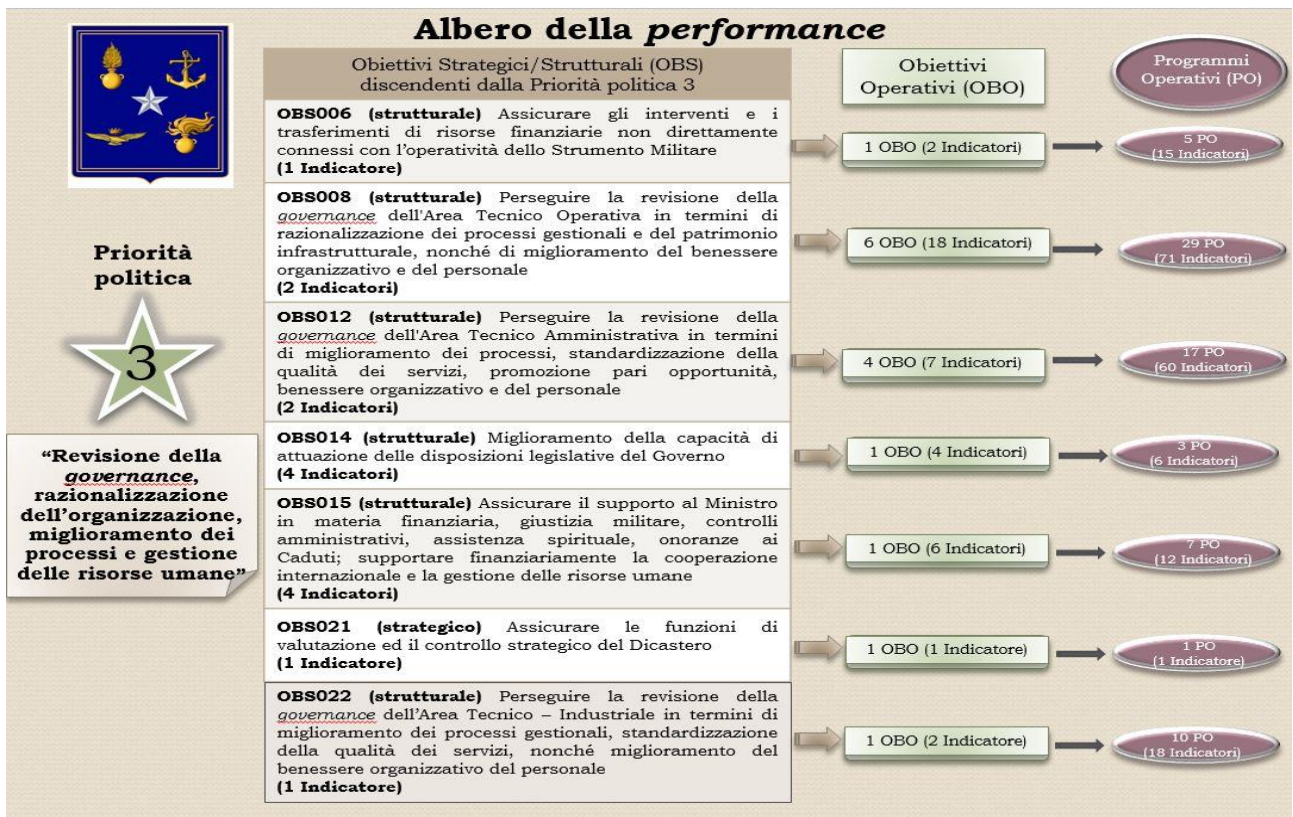 Albero della performance
Priorità
politica
3
“Revisione della
governance,
razionalizzazione
dell’organizzazione,
miglioramento dei
processi e gestione
delle risorse umane”
Obiettivi Strategici/Strutturali (OBS)
discendenti dalla Priorità politica 3
Obiettivi
Operativi (OBO)
Programmi
Operativi (PO)
OBS006 (strutturale) Assicurare gli interventi e i
trasferimenti di risorse finanziarie non direttamente
connessi con l’operatività dello Strumento Militare
(1 Indicatore)
1 OBO (2 Indicatori)
5 PO
(15 Indicatori)
OBS008 (strutturale) Perseguire la revisione della
governance dell'Area Tecnico Operativa in termini di
razionalizzazione dei processi gestionali e del patrimonio
infrastrutturale, nonché di miglioramento del benessere
organizzativo e del personale
(2 Indicatori)
6 OBO (18 Indicatori)
29 PO
(71 Indicatori)
OBS012 (strutturale) Perseguire la revisione della
governance dell'Area Tecnico Amministrativa in termini
di miglioramento dei processi, standardizzazione della
qualità dei servizi, promozione pari opportunità,
benessere organizzativo e del personale
(2 Indicatori)
4 OBO (7 Indicatori)
17 PO
(60 Indicatori)
OBS014 (strutturale) Miglioramento della capacità di
attuazione delle disposizioni legislative del Governo
(4 Indicatori)
1 OBO (4 Indicatori)
3 PO
(6 Indicatori)
OBS015 (strutturale) Assicurare il supporto al Ministro
in materia finanziaria, giustizia militare, controlli
amministrativi, assistenza spirituale, onoranze ai
Caduti; supportare finanziariamente la cooperazione
internazionale e la gestione delle risorse umane
(4 Indicatori)
1 OBO (6 Indicatori)
7 PO
(12 Indicatori)
OBS021 (strategico) Assicurare le funzioni di
valutazione ed il controllo strategico del Dicastero
(1 Indicatore)
1 OBO (1 Indicatore)
1 PO
(1 Indicatore)
OBS022 (strutturale) Perseguire la revisione della
governance dell’Area Tecnico – Industriale in termini di
miglioramento dei processi gestionali, standardizzazione
della qualità dei servizi, nonché miglioramento del
benessere organizzativo del personale
(1 Indicatore)
1 OBO (2 Indicatore)
10 PO
(18 Indicatori)